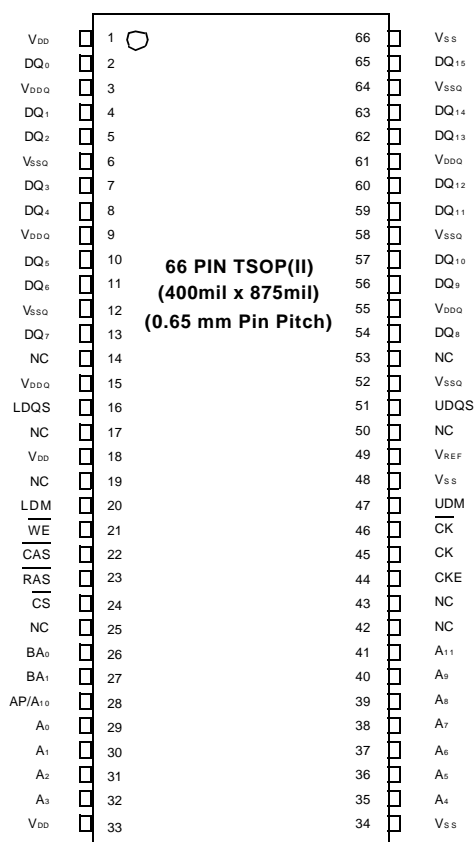 VDD 1 66 VSS
DQ0 2 65 DQ15
VDDQ 3 64 VSSQ
DQ1 4 63 DQ14
DQ2 5 62 DQ13
VSSQ 6 61 VDDQ
DQ3 7 60 DQ12
DQ4 8 59 DQ11
VDDQ 9 58 VSSQ
DQ5 10 57 DQ10
66 PIN TSOP(II)
DQ6 11 56 DQ9
(400mil x 875mil)
VSSQ 12 55 VDDQ
(0.65 mm Pin Pitch)
DQ7 13 54 DQ8
NC 14 53 NC
VDDQ 15 52 VSSQ
LDQS 16 51 UDQS
NC 17 50 NC
VDD 18 49 VREF
NC 19 48 VSS
LDM 20 47 UDM
W̅E̅ 21 46 C̅K̅
C̅A̅S̅ 22 45 CK
R̅A̅S̅ 23 44 CKE
C̅S̅ 24 43 NC
NC 25 42 NC
BA0 26 41 A11
BA1 27 40 A9
AP/A10 28 39 A8
A0 29 38 A7
A1 30 37 A6
A2 31 36 A5
A3 32 35 A4
VDD 33 34 VSS